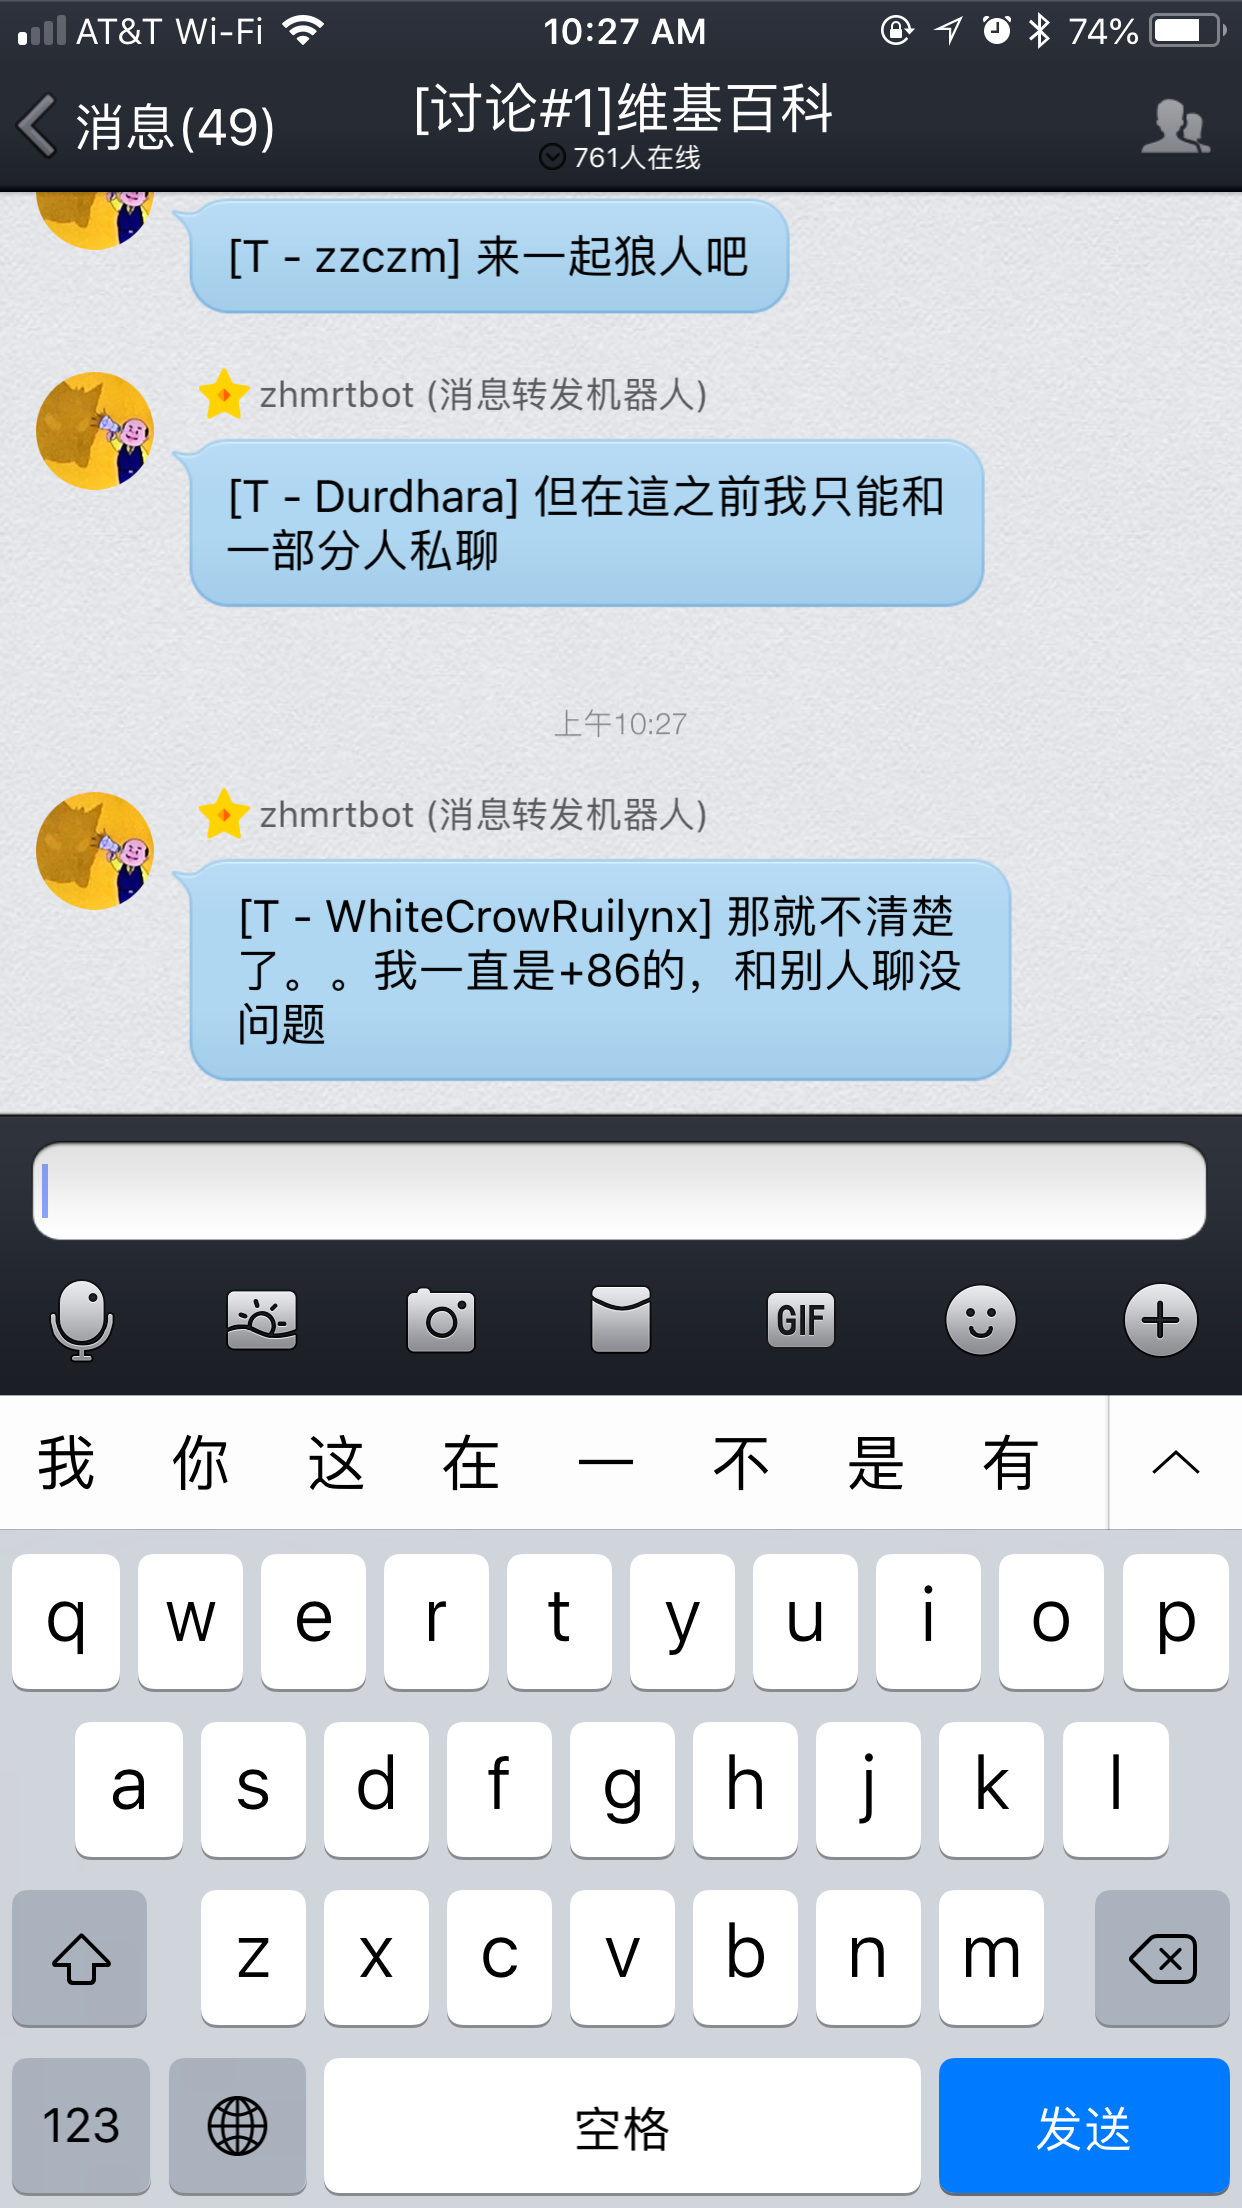 AT&T Wi-Fi 10:27 AM 74%
消息(49) [讨论#1]维基百科
761人在线
[T - zzczm] 来一起狼人吧
zhmrtbot (消息转发机器人)
[T - Durdhara] 但在這之前我只能和
一部分人私聊
上午10:27
zhmrtbot (消息转发机器人)
[T - WhiteCrowRuilynx] 那就不清楚
了。。我一直是+86的，和别人聊没
问题
GIF
我 你 这 在 一 不 是 有
q w e r t y u i o p
a s d f g h j k l
z x c v b n m
123 空格 发送